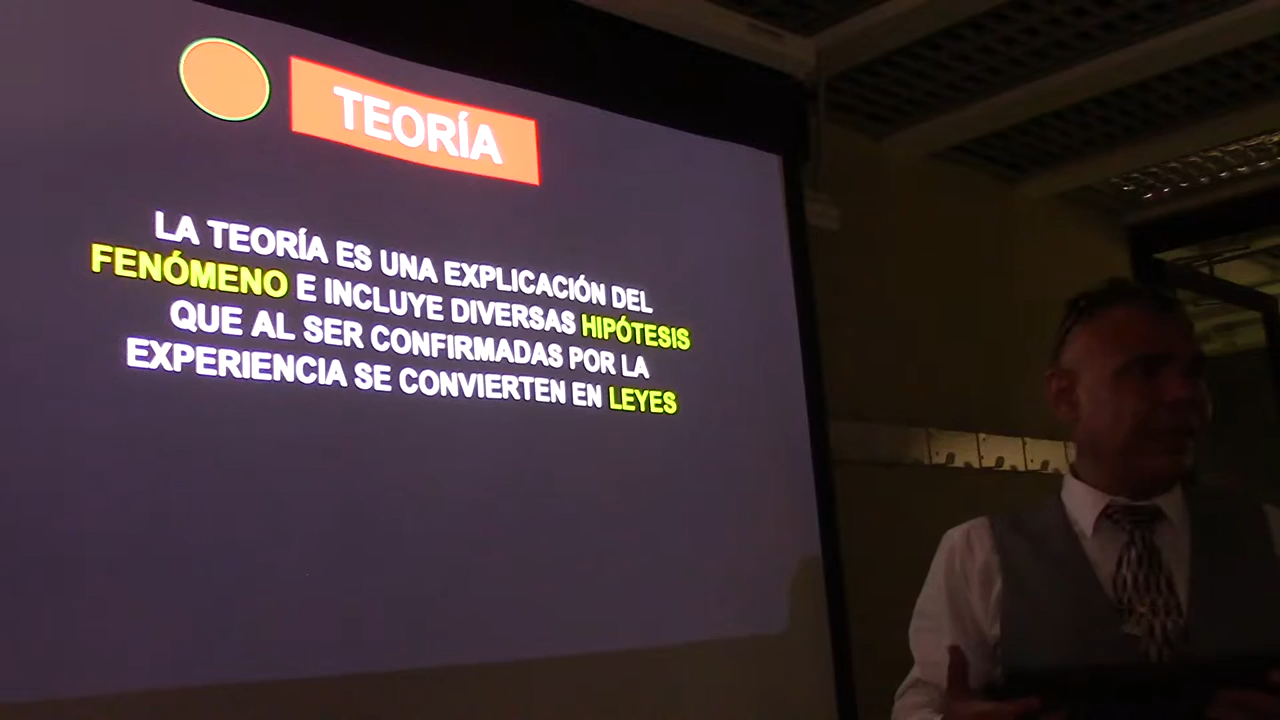 TEORÍA
LA TEORÍA ES UNA EXPLICACIÓN DEL
FENÓMENO E INCLUYE DIVERSAS HIPÓTESIS
QUE AL SER CONFIRMADAS POR LA
EXPERIENCIA SE CONVIERTEN EN LEYES